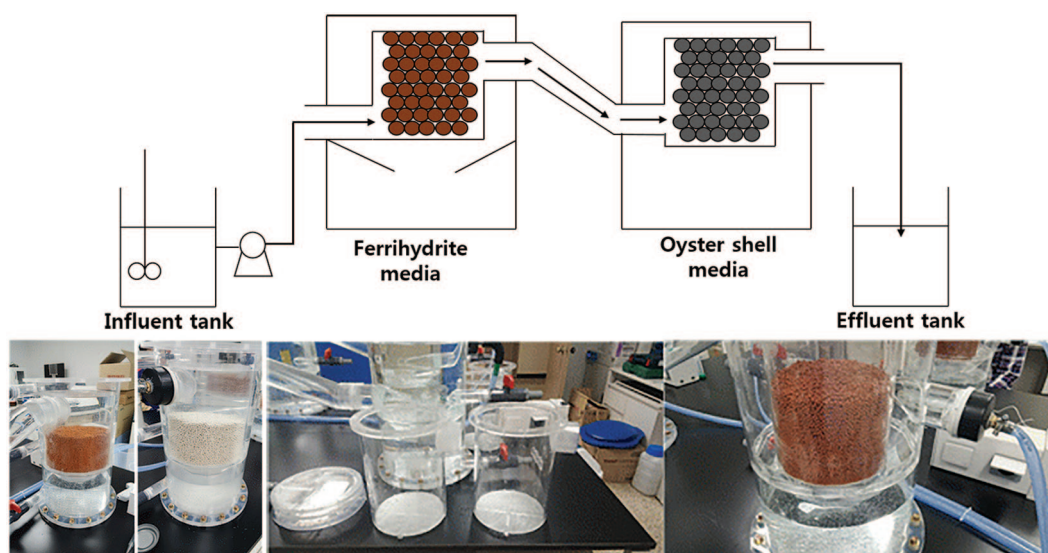 Ferrihydrite
media
Oyster shell
media
Influent tank
Effluent tank